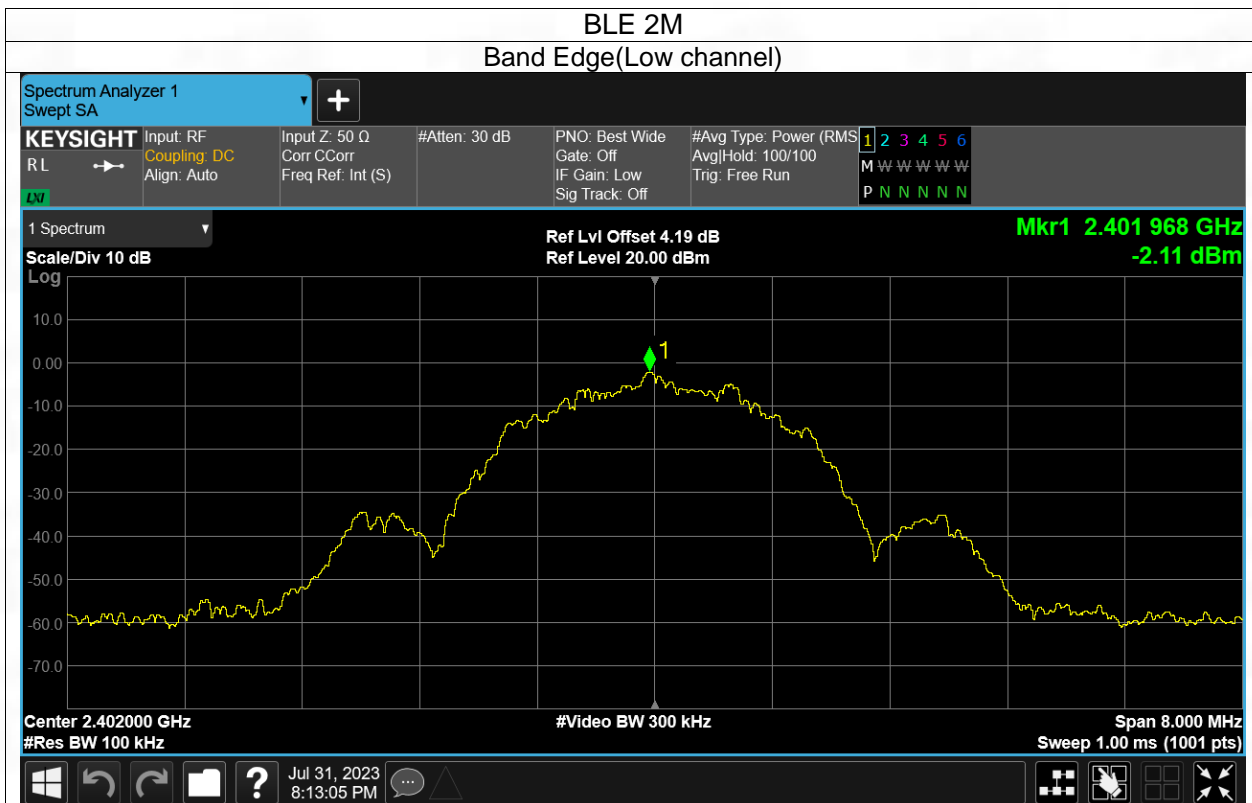 BLE 2M
Band Edge(Low channel)
Spectrum Analyzer 1
Swept SA
KEYSIGHT
R L
LXI
Input: RF
Coupling: DC
Align: Auto
Input Z: 50 Ω
Corr CCorr
Freq Ref: Int (S)
#Atten: 30 dB
PNO: Best Wide
Gate: Off
IF Gain: Low
Sig Track: Off
#Avg Type: Power (RMS
Avg|Hold: 100/100
Trig: Free Run
1 2 3 4 5 6
M W W W W W
P N N N N N
1 Spectrum
Scale/Div 10 dB
Log
Ref Lvl Offset 4.19 dB
Ref Level 20.00 dBm
Mkr1 2.401 968 GHz
-2.11 dBm
1
10.0
0.00
-10.0
-20.0
-30.0
-40.0
-50.0
-60.0
-70.0
Center 2.402000 GHz
#Video BW 300 kHz
Span 8.000 MHz
#Res BW 100 kHz
Sweep 1.00 ms (1001 pts)
?
Jul 31, 2023
8:13:05 PM